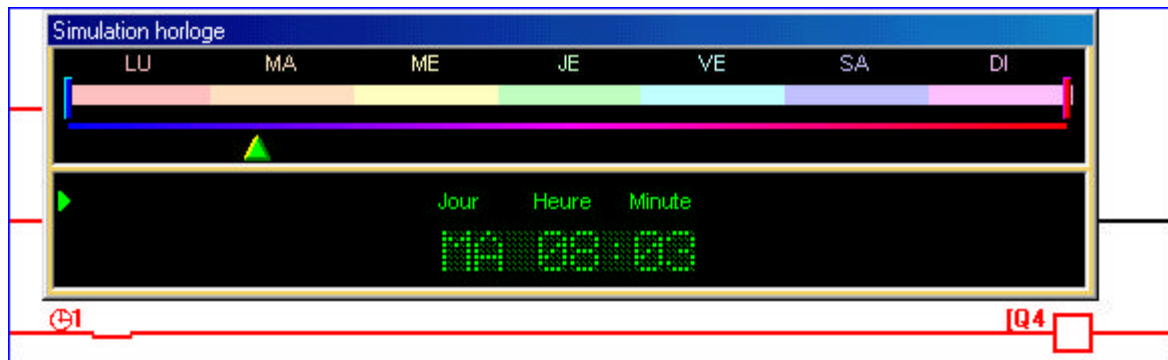 Simulation horloge
LU MA ME JE VE SA DI
Jour Heure Minute
MA 08:03
1 [Q4